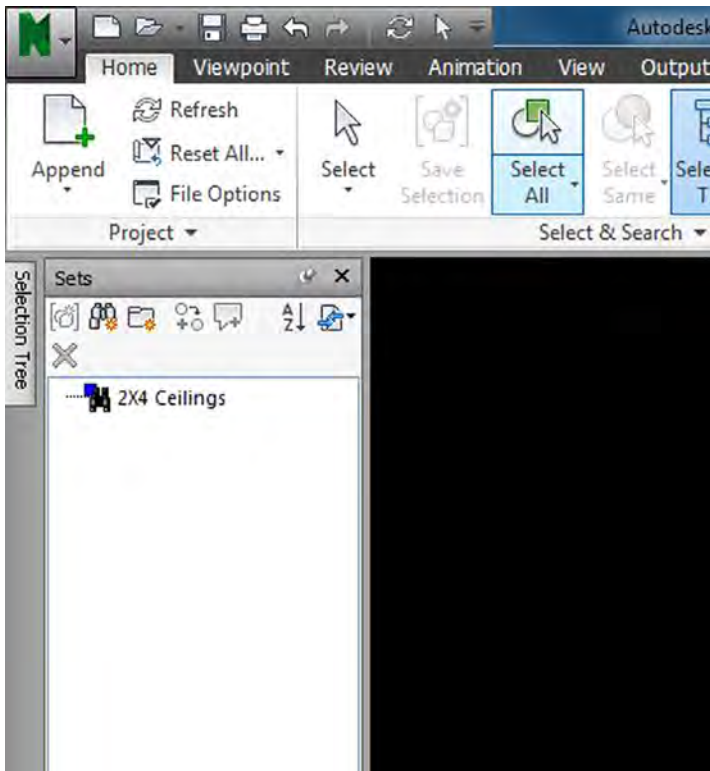 Autodesk
Home Viewpoint Review Animation View Output
Append
Refresh
Reset All...
File Options
Select
Save
Selection
Select
All
Select
Same
Project
Select & Search
Selection Tree
Sets
2X4 Ceilings